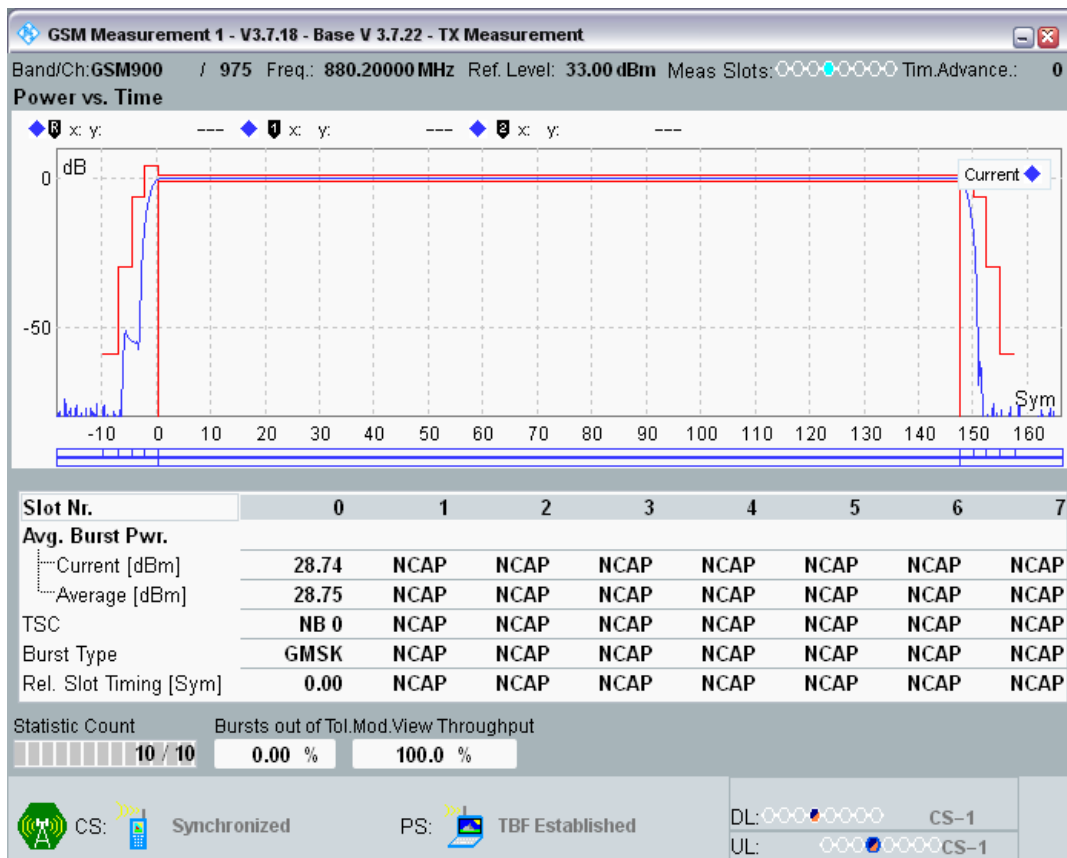 GSM Measurement 1 - V3.7.18 - Base V 3.7.22 - TX Measurement
Band/Ch:GSM900 / 975 Freq.: 880.20000 MHz Ref. Level: 33.00 dBm Meas Slots: Tim.Advance.: 0
Power vs. Time
R x: y: --- 1 x: y: --- 2 x: y: ---
dB
0
Current
-50
Sym
-10 0 10 20 30 40 50 60 70 80 90 100 110 120 130 140 150 160
Slot Nr. 0 1 2 3 4 5 6 7
Avg. Burst Pwr.
Current [dBm] 28.74 NCAP NCAP NCAP NCAP NCAP NCAP NCAP
Average [dBm] 28.75 NCAP NCAP NCAP NCAP NCAP NCAP NCAP
TSC NB 0 NCAP NCAP NCAP NCAP NCAP NCAP NCAP
Burst Type GMSK NCAP NCAP NCAP NCAP NCAP NCAP NCAP
Rel. Slot Timing [Sym] 0.00 NCAP NCAP NCAP NCAP NCAP NCAP NCAP
Statistic Count Bursts out of Tol.Mod.View Throughput
10 / 10 0.00 % 100.0 %
CS: Synchronized PS: TBF Established DL: CS-1
UL: CS-1